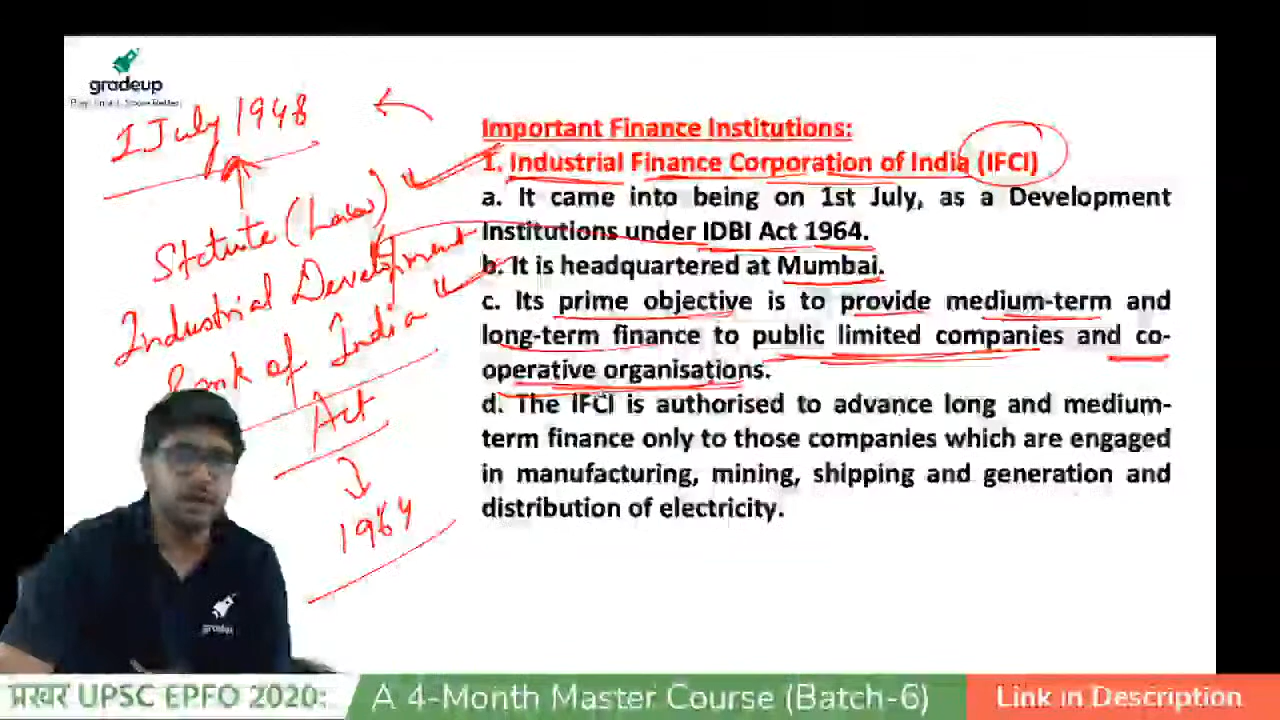 gradeup
1 July 1948
Statute (Law)
Industrial Development
Bank of India
Act
1964
Important Finance Institutions:
1. Industrial Finance Corporation of India (IFCI)
a. It came into being on 1st July, as a Development
Institutions under IDBI Act 1964.
b. It is headquartered at Mumbai.
c. Its prime objective is to provide medium-term and
long-term finance to public limited companies and co-
operative organisations.
d. The IFCI is authorised to advance long and medium-
term finance only to those companies which are engaged
in manufacturing, mining, shipping and generation and
distribution of electricity.
gradeup
प्रखर UPSC EPFO 2020:
A 4-Month Master Course (Batch-6)
Link in Description